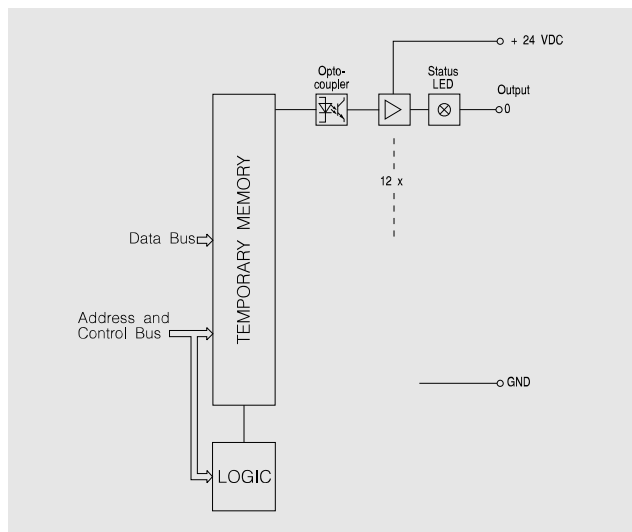 + 24 VDC
Opto-
coupler
Status
LED
Output
0
12 x
TEMPORARY MEMORY
Data Bus
Address and
Control Bus
GND
LOGIC